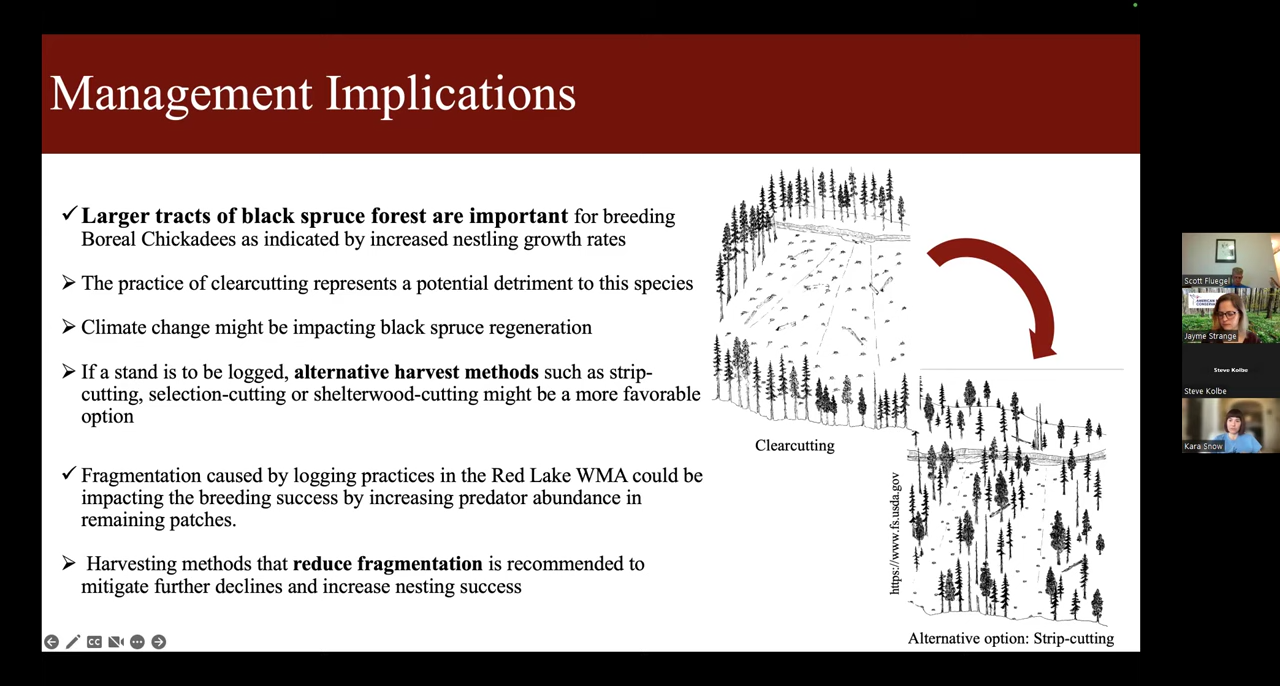 Management Implications
✓ Larger tracts of black spruce forest are important for breeding
Boreal Chickadees as indicated by increased nestling growth rates
➢ The practice of clearcutting represents a potential detriment to this species
➢ Climate change might be impacting black spruce regeneration
➢ If a stand is to be logged, alternative harvest methods such as strip-
cutting, selection-cutting or shelterwood-cutting might be a more favorable
option
✓ Fragmentation caused by logging practices in the Red Lake WMA could be
impacting the breeding success by increasing predator abundance in
remaining patches.
➢ Harvesting methods that reduce fragmentation is recommended to
mitigate further declines and increase nesting success
Clearcutting
https://www.fs.usda.gov
Alternative option: Strip-cutting
CC
Scott Fluegel
AMERICAN
Jayme Strange
Steve Kolbe
Steve Kolbe
Kara Snow